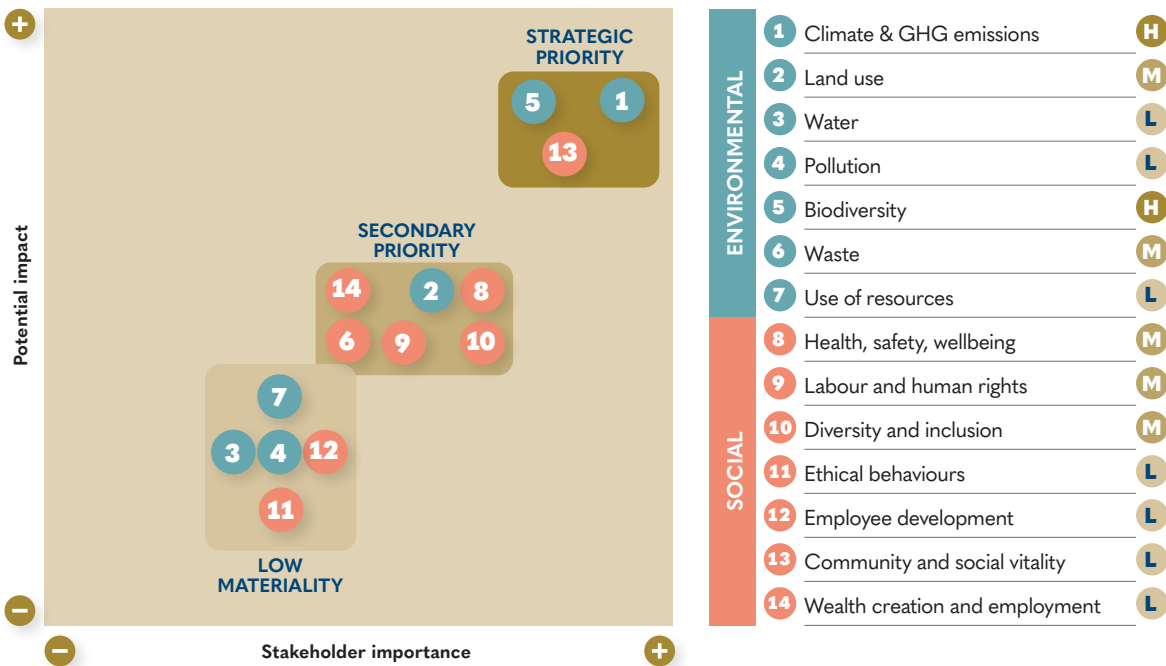 +
Potential impact
−
STRATEGIC
PRIORITY
5
1
13
SECONDARY
PRIORITY
14
2
8
6
9
10
7
3
4
12
11
LOW
MATERIALITY
−
Stakeholder importance
+
ENVIRONMENTAL
1 Climate & GHG emissions H
2 Land use M
3 Water L
4 Pollution L
5 Biodiversity H
6 Waste M
7 Use of resources L
SOCIAL
8 Health, safety, wellbeing M
9 Labour and human rights M
10 Diversity and inclusion M
11 Ethical behaviours L
12 Employee development L
13 Community and social vitality L
14 Wealth creation and employment L